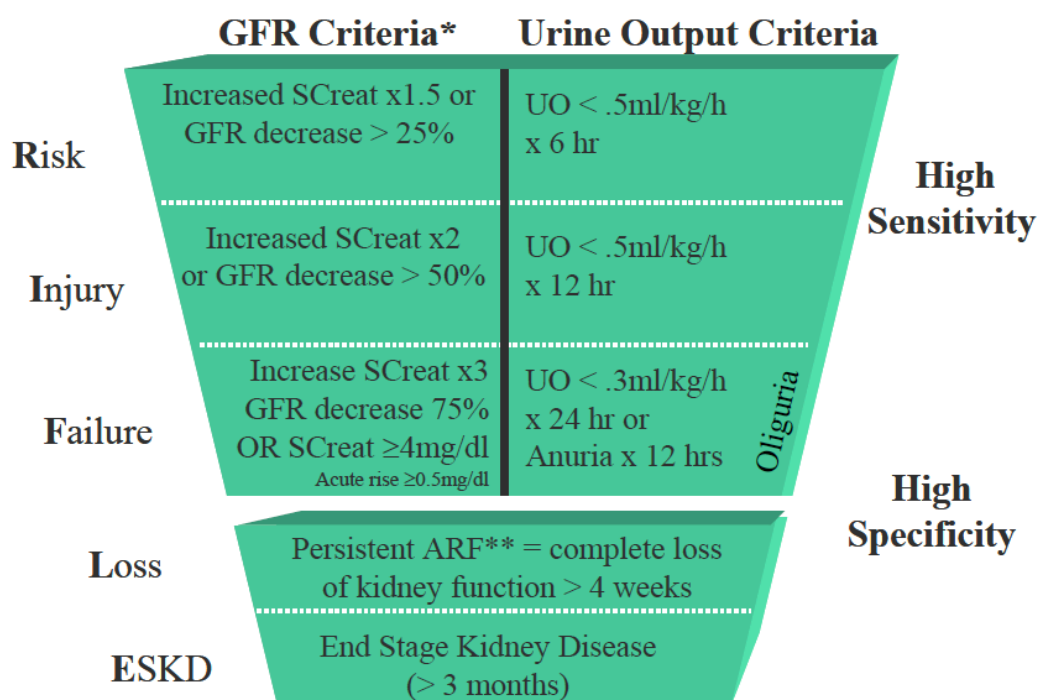 GFR Criteria*
Urine Output Criteria
Risk
Increased SCreat x1.5 or
GFR decrease > 25%
UO < .5ml/kg/h
x 6 hr
High
Sensitivity
Injury
Increased SCreat x2
or GFR decrease > 50%
UO < .5ml/kg/h
x 12 hr
Failure
Increase SCreat x3
GFR decrease 75%
OR SCreat ≥4mg/dl
Acute rise ≥0.5mg/dl
UO < .3ml/kg/h
x 24 hr or
Anuria x 12 hrs
Oliguria
High
Specificity
Loss
Persistent ARF** = complete loss
of kidney function > 4 weeks
ESKD
End Stage Kidney Disease
(> 3 months)